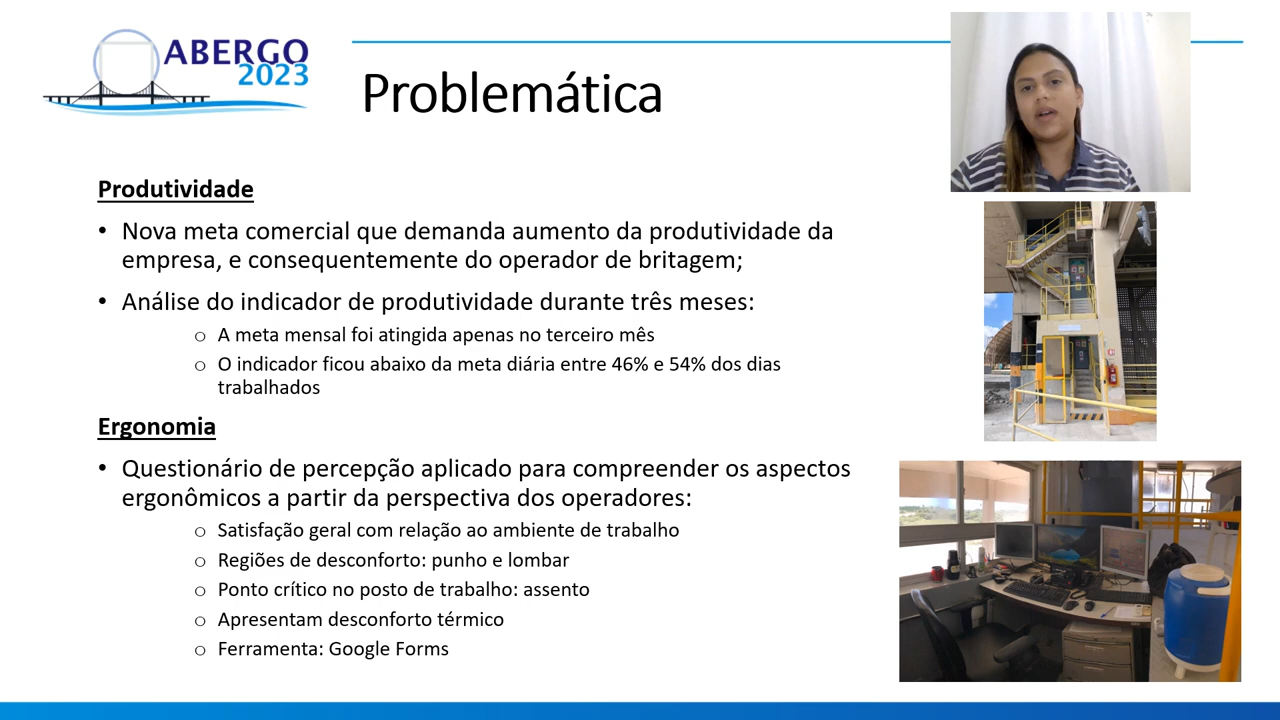 ABERGO
2023
Problemática
Produtividade
• Nova meta comercial que demanda aumento da produtividade da
empresa, e consequentemente do operador de britagem;
• Análise do indicador de produtividade durante três meses:
o A meta mensal foi atingida apenas no terceiro mês
o O indicador ficou abaixo da meta diária entre 46% e 54% dos dias
trabalhados
Ergonomia
• Questionário de percepção aplicado para compreender os aspectos
ergonômicos a partir da perspectiva dos operadores:
o Satisfação geral com relação ao ambiente de trabalho
o Regiões de desconforto: punho e lombar
o Ponto crítico no posto de trabalho: assento
o Apresentam desconforto térmico
o Ferramenta: Google Forms